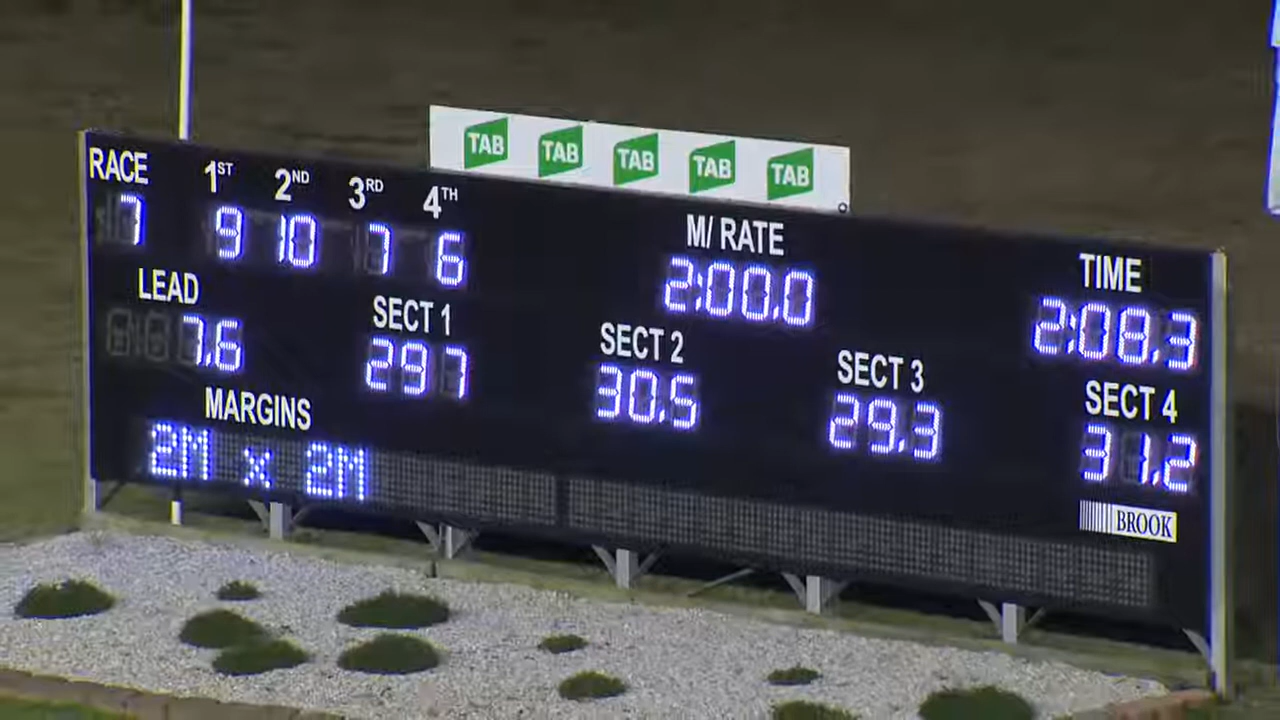 TAB TAB TAB TAB TAB
RACE 1ST 2ND 3RD 4TH
7 9 10 7 6
M/ RATE
2:00.0
TIME
2:08.3
LEAD
7.6
SECT 1
29 7
SECT 2
30.5
SECT 3
29.3
SECT 4
31.2
MARGINS
2M x 2M
BROOK